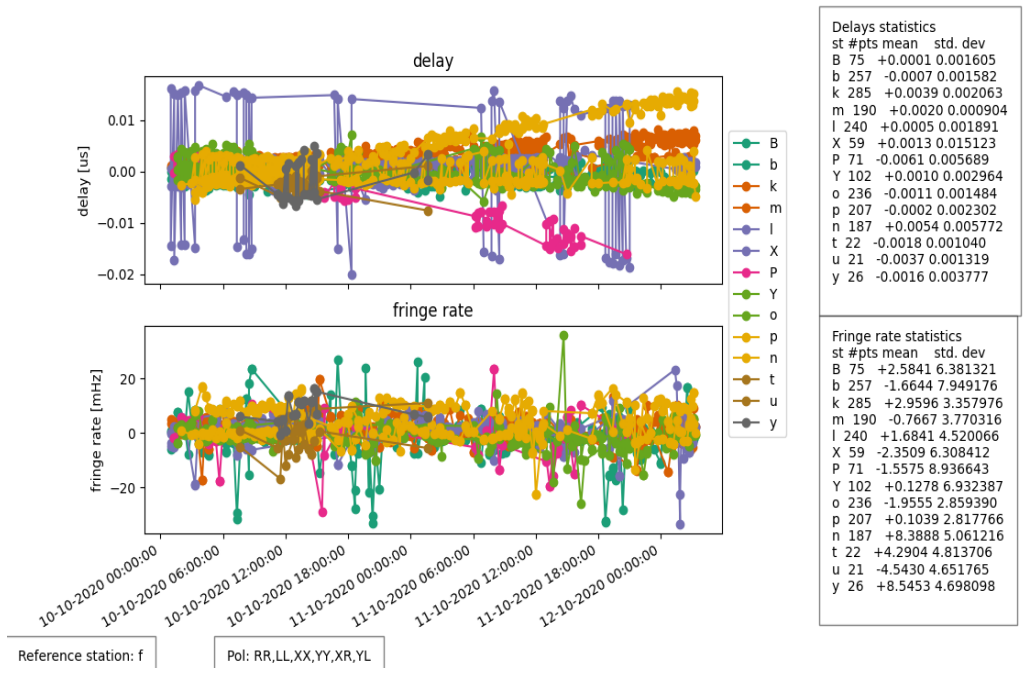 delay
0.01
0.00
−0.01
−0.02
delay [us]
fringe rate
20
0
−20
fringe rate [mHz]
10-10-2020 00:00:00
10-10-2020 06:00:00
10-10-2020 12:00:00
10-10-2020 18:00:00
11-10-2020 00:00:00
11-10-2020 06:00:00
11-10-2020 12:00:00
11-10-2020 18:00:00
12-10-2020 00:00:00
B
b
k
m
l
X
P
Y
o
p
n
t
u
y
Delays statistics
st #pts mean std. dev
B 75 +0.0001 0.001605
b 257 -0.0007 0.001582
k 285 +0.0039 0.002063
m 190 +0.0020 0.000904
l 240 +0.0005 0.001891
X 59 +0.0013 0.015123
P 71 -0.0061 0.005689
Y 102 +0.0010 0.002964
o 236 -0.0011 0.001484
p 207 -0.0002 0.002302
n 187 +0.0054 0.005772
t 22 -0.0018 0.001040
u 21 -0.0037 0.001319
y 26 -0.0016 0.003777
Fringe rate statistics
st #pts mean std. dev
B 75 +2.5841 6.381321
b 257 -1.6644 7.949176
k 285 +2.9596 3.357976
m 190 -0.7667 3.770316
l 240 +1.6841 4.520066
X 59 -2.3509 6.308412
P 71 -1.5575 8.936643
Y 102 +0.1278 6.932387
o 236 -1.9555 2.859390
p 207 +0.1039 2.817766
n 187 +8.3888 5.061216
t 22 +4.2904 4.813706
u 21 -4.5430 4.651765
y 26 +8.5453 4.698098
Reference station: f
Pol: RR,LL,XX,YY,XR,YL